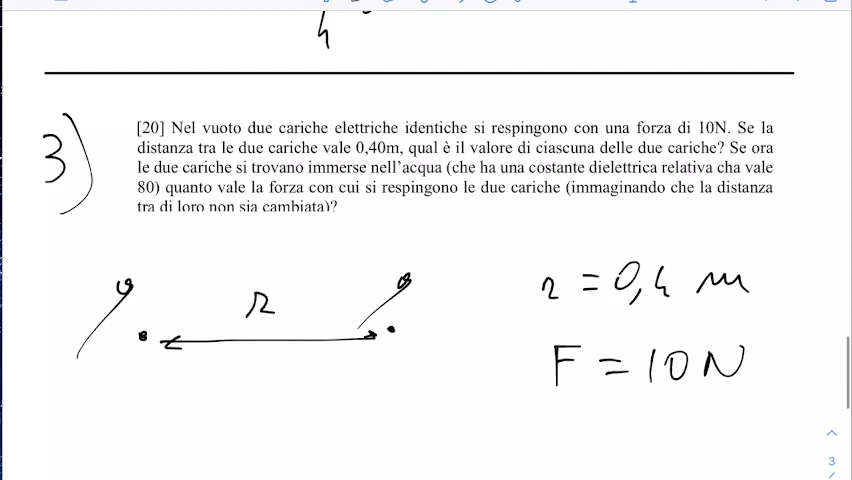 3)
[20] Nel vuoto due cariche elettriche identiche si respingono con una forza di 10N. Se la
distanza tra le due cariche vale 0,40m, qual è il valore di ciascuna delle due cariche? Se ora
le due cariche si trovano immerse nell'acqua (che ha una costante dielettrica relativa cha vale
80) quanto vale la forza con cui si respingono le due cariche (immaginando che la distanza
tra di loro non sia cambiata)?
r
r = 0,4 m
F = 10 N
3